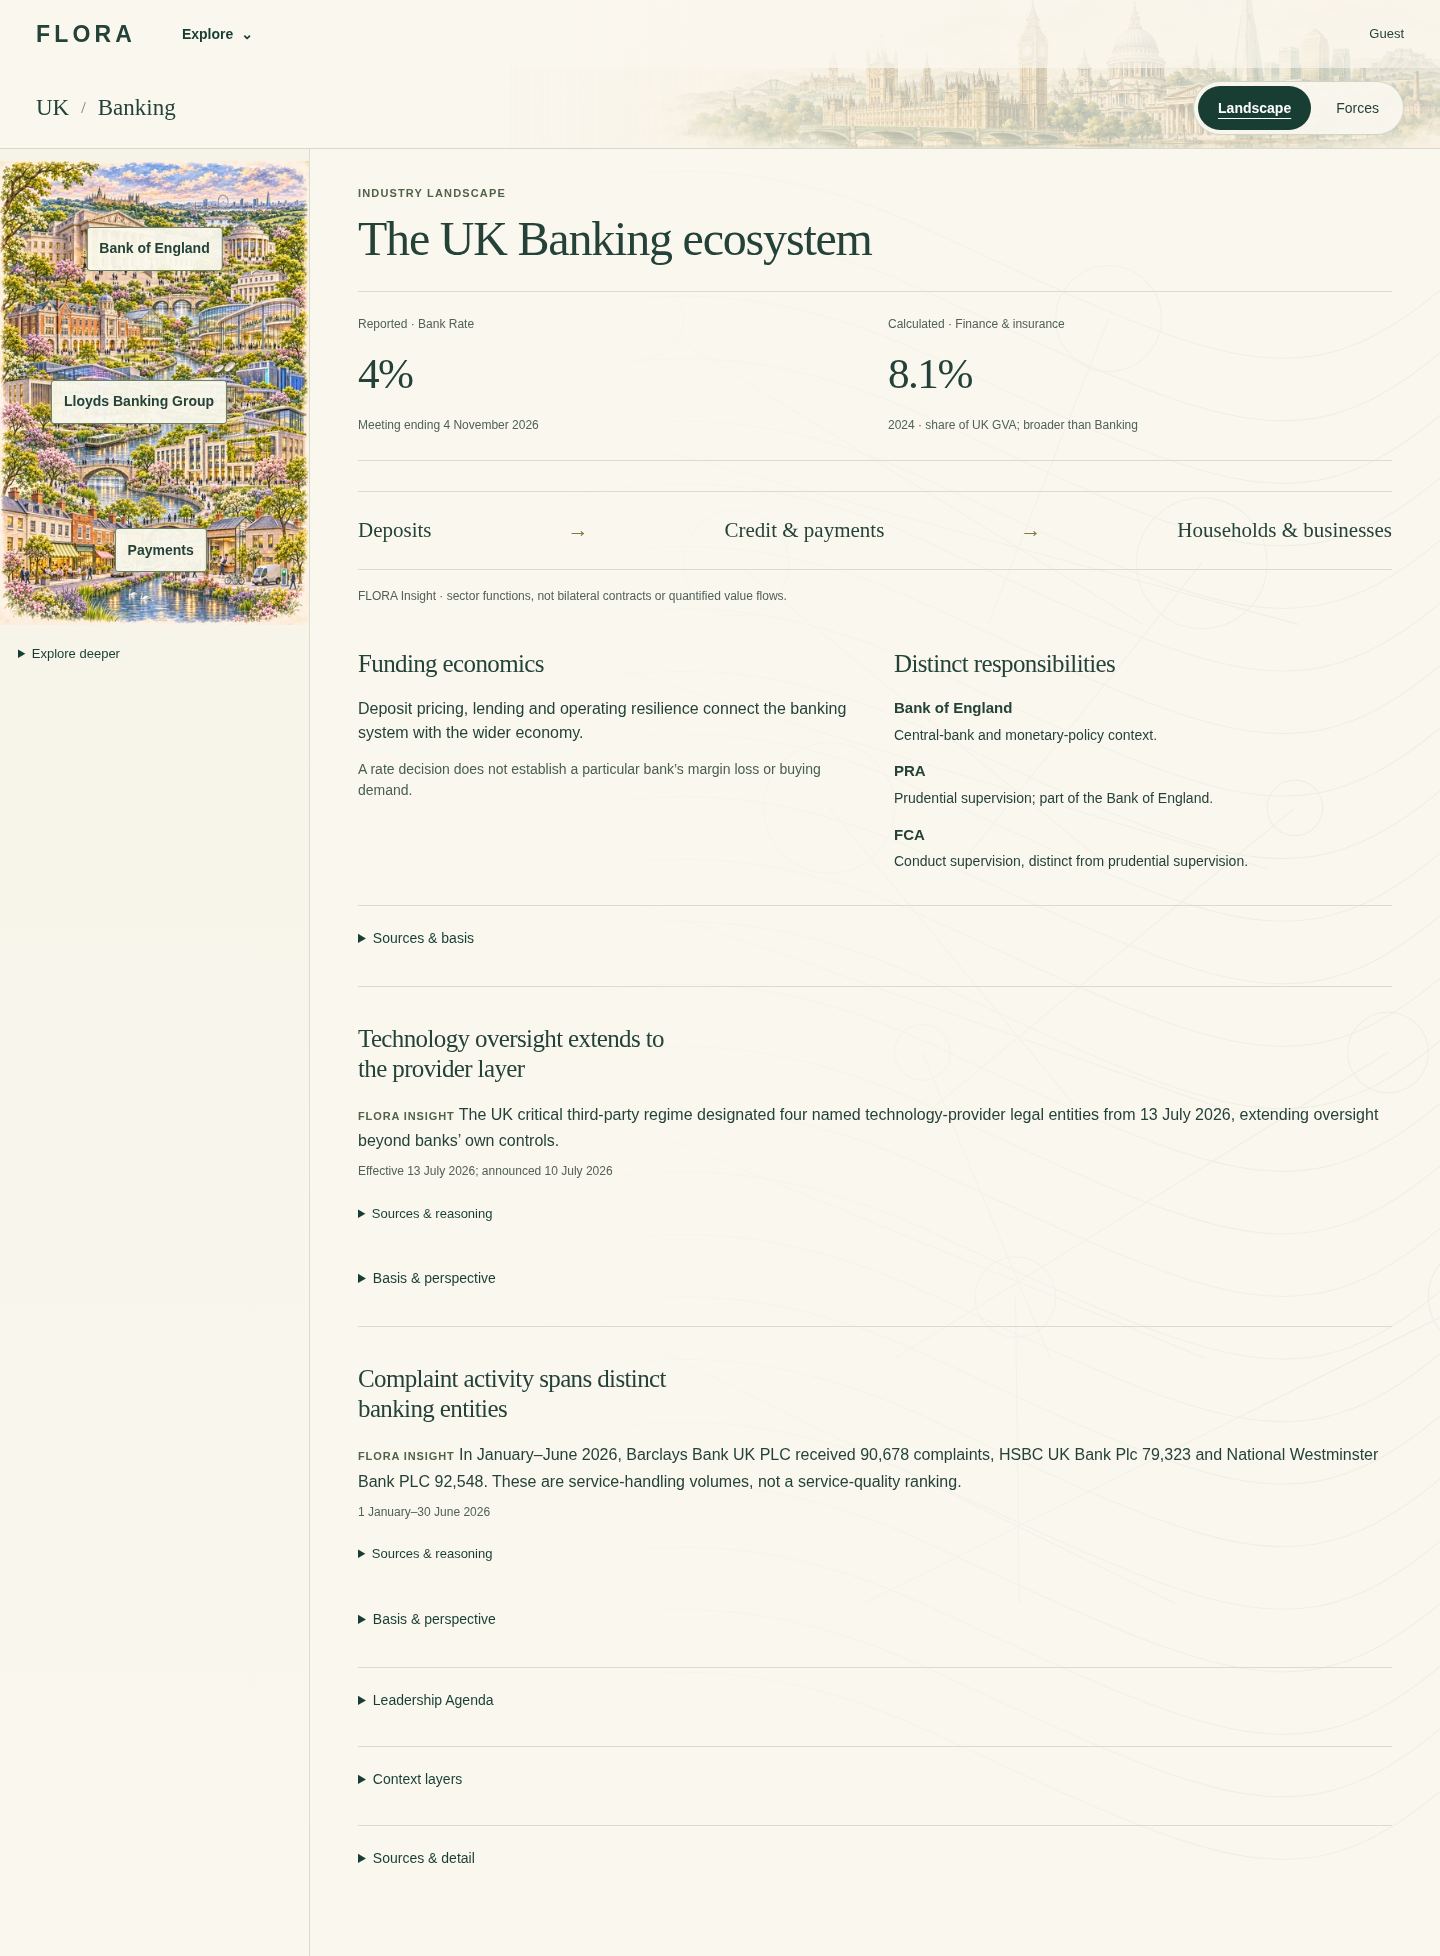 FLORA
Explore
Guest
UK / Banking
Landscape
Forces
Bank of England
Lloyds Banking Group
Payments
Explore deeper
INDUSTRY LANDSCAPE
The UK Banking ecosystem
Reported · Bank Rate
4%
Meeting ending 4 November 2026
Calculated · Finance & insurance
8.1%
2024 · share of UK GVA; broader than Banking
Deposits → Credit & payments → Households & businesses
FLORA Insight · sector functions, not bilateral contracts or quantified value flows.
Funding economics
Deposit pricing, lending and operating resilience connect the banking
system with the wider economy.
A rate decision does not establish a particular bank’s margin loss or buying
demand.
Distinct responsibilities
Bank of England
Central-bank and monetary-policy context.
PRA
Prudential supervision; part of the Bank of England.
FCA
Conduct supervision, distinct from prudential supervision.
Sources & basis
Technology oversight extends to
the provider layer
FLORA INSIGHT The UK critical third-party regime designated four named technology-provider legal entities from 13 July 2026, extending oversight
beyond banks’ own controls.
Effective 13 July 2026; announced 10 July 2026
Sources & reasoning
Basis & perspective
Complaint activity spans distinct
banking entities
FLORA INSIGHT In January–June 2026, Barclays Bank UK PLC received 90,678 complaints, HSBC UK Bank Plc 79,323 and National Westminster
Bank PLC 92,548. These are service-handling volumes, not a service-quality ranking.
1 January–30 June 2026
Sources & reasoning
Basis & perspective
Leadership Agenda
Context layers
Sources & detail